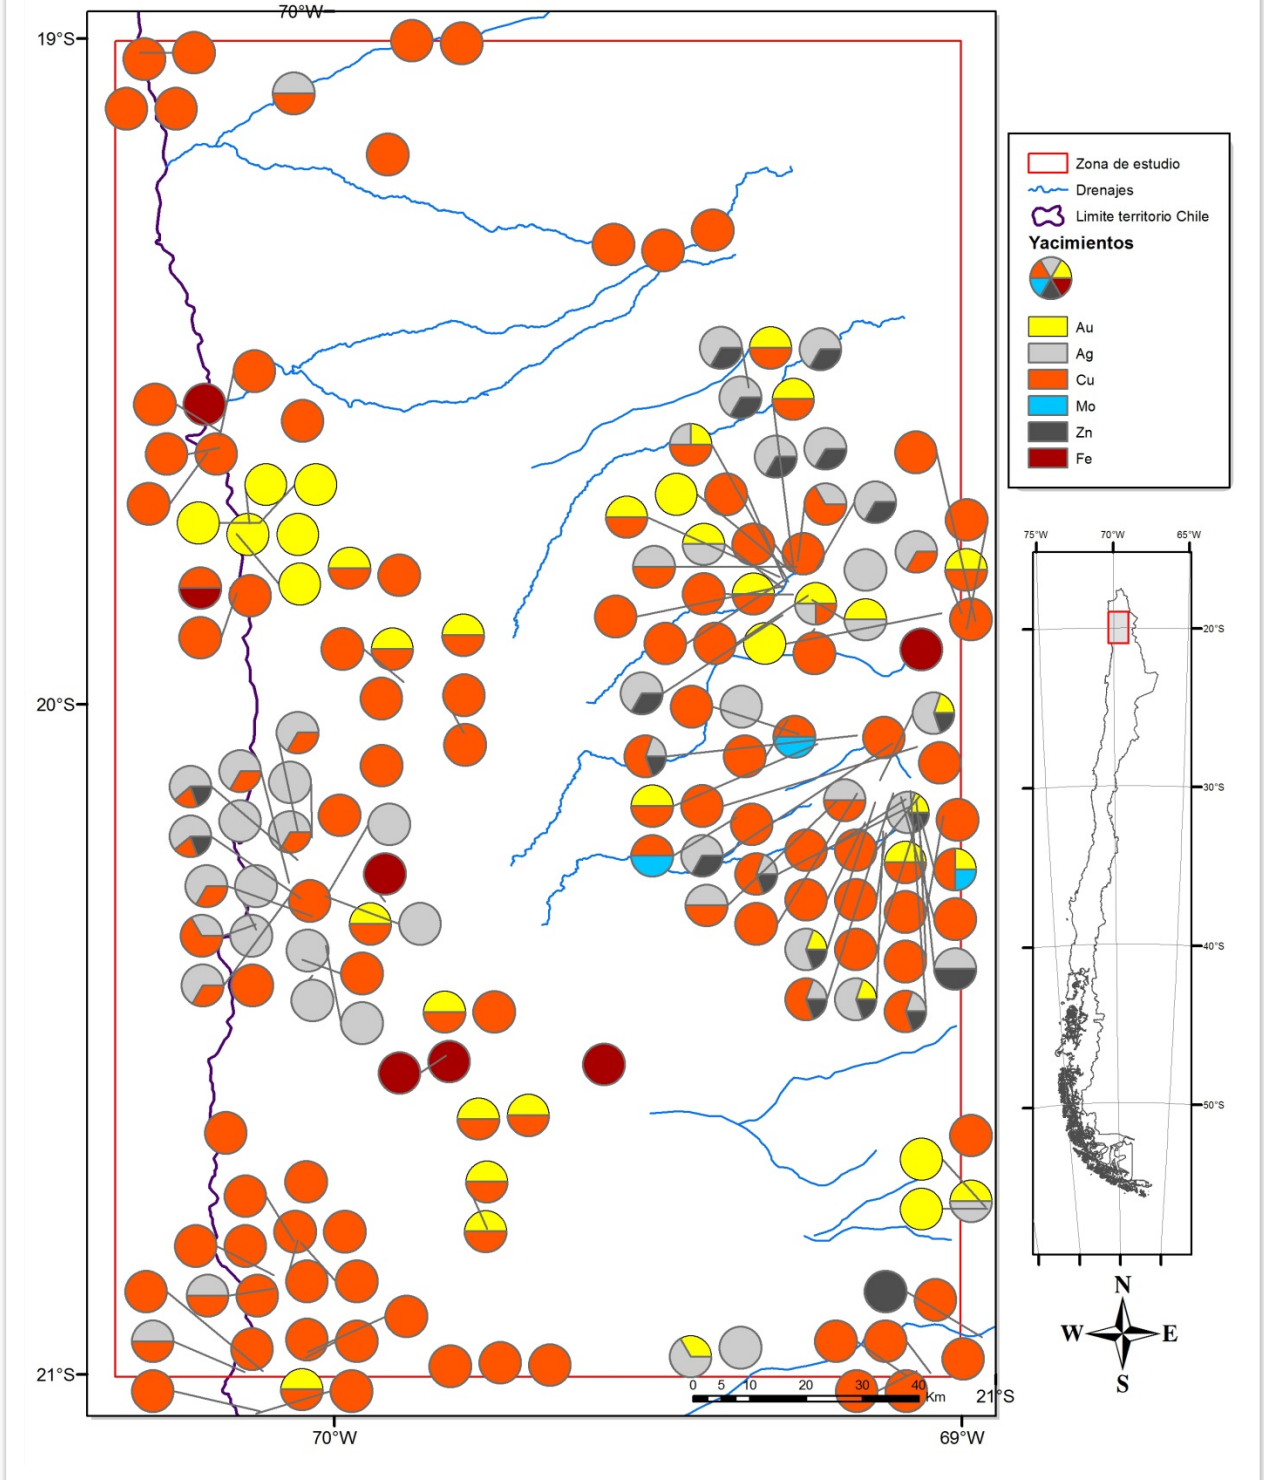 70°W
19°S
20°S
21°S
70°W
69°W
21°S
0 5 10 20 30 40
Km
Zona de estudio
Drenajes
Limite territorio Chile
Yacimientos
Au
Ag
Cu
Mo
Zn
Fe
75°W 70°W 65°W
20°S
30°S
40°S
50°S
N
W E
S